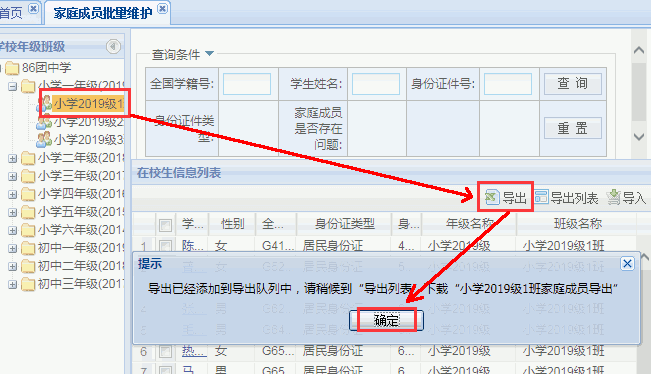 首页 家庭成员批量维护
学校年级班级
86团中学
小学一年级(2019
小学2019级1
小学2019级2
小学2019级3
小学二年级(2018
小学三年级(2017
小学四年级(2016
小学五年级(2015
小学六年级(2014
初中一年级(201
初中二年级(201
初中三年级(201
查询条件
全国学籍号: 学生姓名: 身份证件号: 查 询
身份证件类型: 家庭成员是否存在问题: 重 置
在校生信息列表
导出 导出列表 导入
学... 性别 全... 身份证类型 身... 年级名称 班级名称
1 陈... 女 G41... 居民身份证 4... 小学2019级 小学2019级1班
提示
导出已经添加到导出队列中，请稍候到“导出列表 下载“小学2019级1班家庭成员导出”
确定
6 热... 女 G65... 居民身份证 6... 小学2019级 小学2019级1班
7 马 男 G65... 居民身份证 6... 小学2019级 小学2019级1班